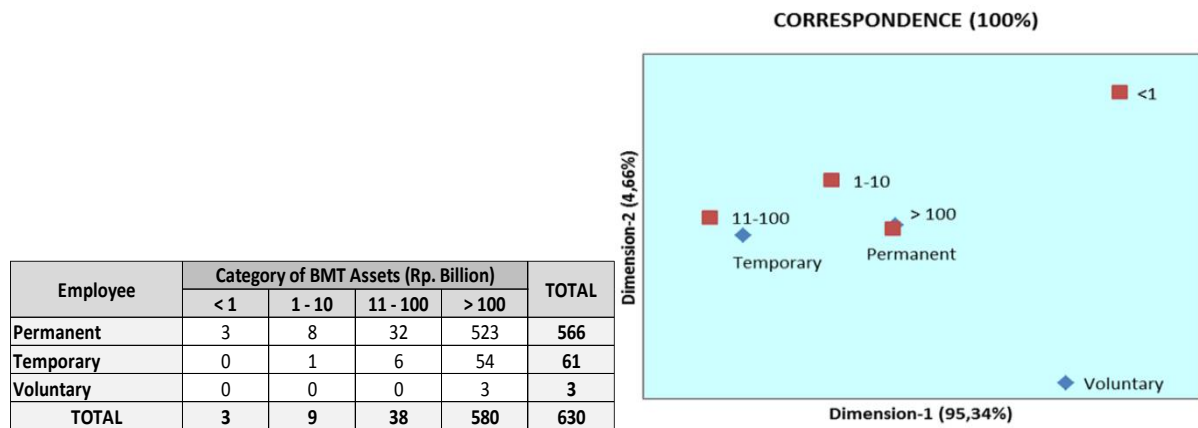 Employee Category of BMT Assets (Rp. Billion) TOTAL
< 1 1 - 10 11 - 100 > 100
Permanent 3 8 32 523 566
Temporary 0 1 6 54 61
Voluntary 0 0 0 3 3
TOTAL 3 9 38 580 630
CORRESPONDENCE (100%)
Dimension-2 (4,66%)
<1
1-10
11-100
> 100
Temporary
Permanent
Voluntary
Dimension-1 (95,34%)